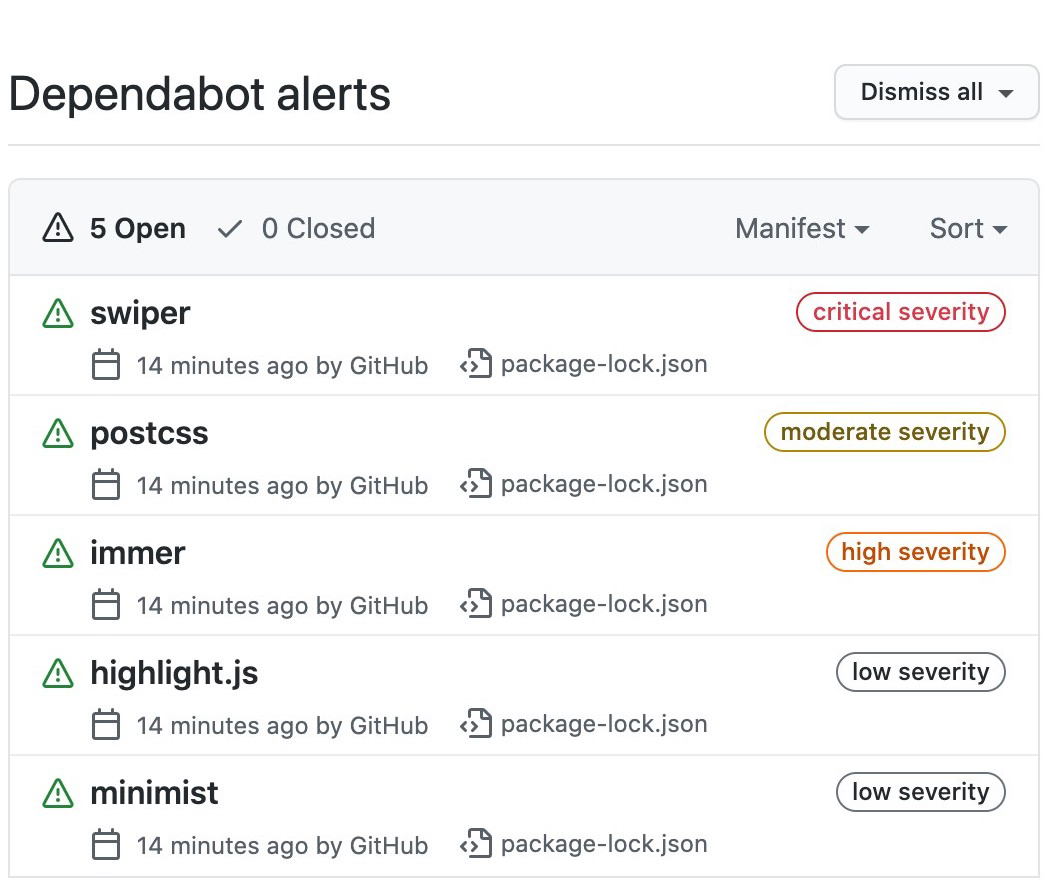 Dependabot alerts
Dismiss all
5 Open 0 Closed Manifest Sort
swiper critical severity
14 minutes ago by GitHub package-lock.json
postcss moderate severity
14 minutes ago by GitHub package-lock.json
immer high severity
14 minutes ago by GitHub package-lock.json
highlight.js low severity
14 minutes ago by GitHub package-lock.json
minimist low severity
14 minutes ago by GitHub package-lock.json